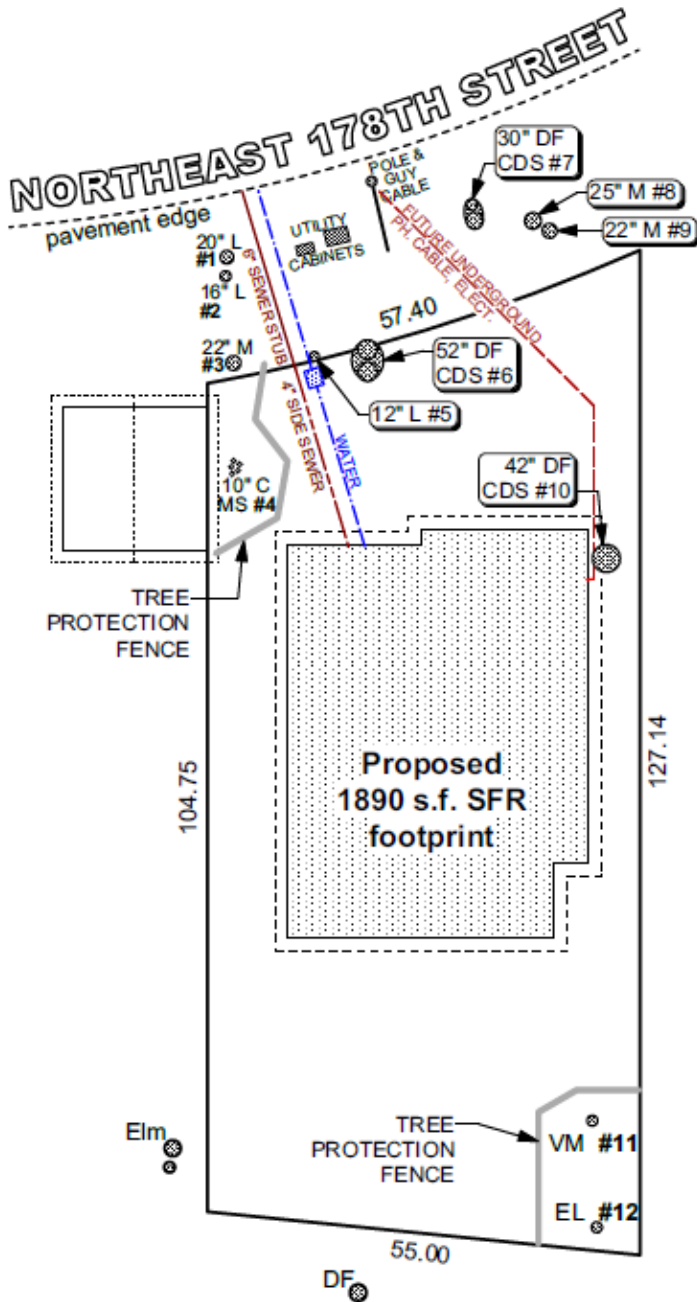 NORTHEAST 178TH STREET
pavement edge
POLE &
GUY
CABLE
30" DF
CDS #7
25" M #8
22" M #9
20" L
#1
16" L
#2
UTILITY
CABINETS
6" SEWER STUB
FUTURE UNDERGROUND
PH. CABLE, ELECT.
57.40
22" M
#3
52" DF
CDS #6
12" L #5
4" SIDE SEWER
WATER
10" C
MS #4
42" DF
CDS #10
TREE
PROTECTION
FENCE
104.75
127.14
Proposed
1890 s.f. SFR
footprint
Elm
TREE
PROTECTION
FENCE
VM #11
EL #12
55.00
DF